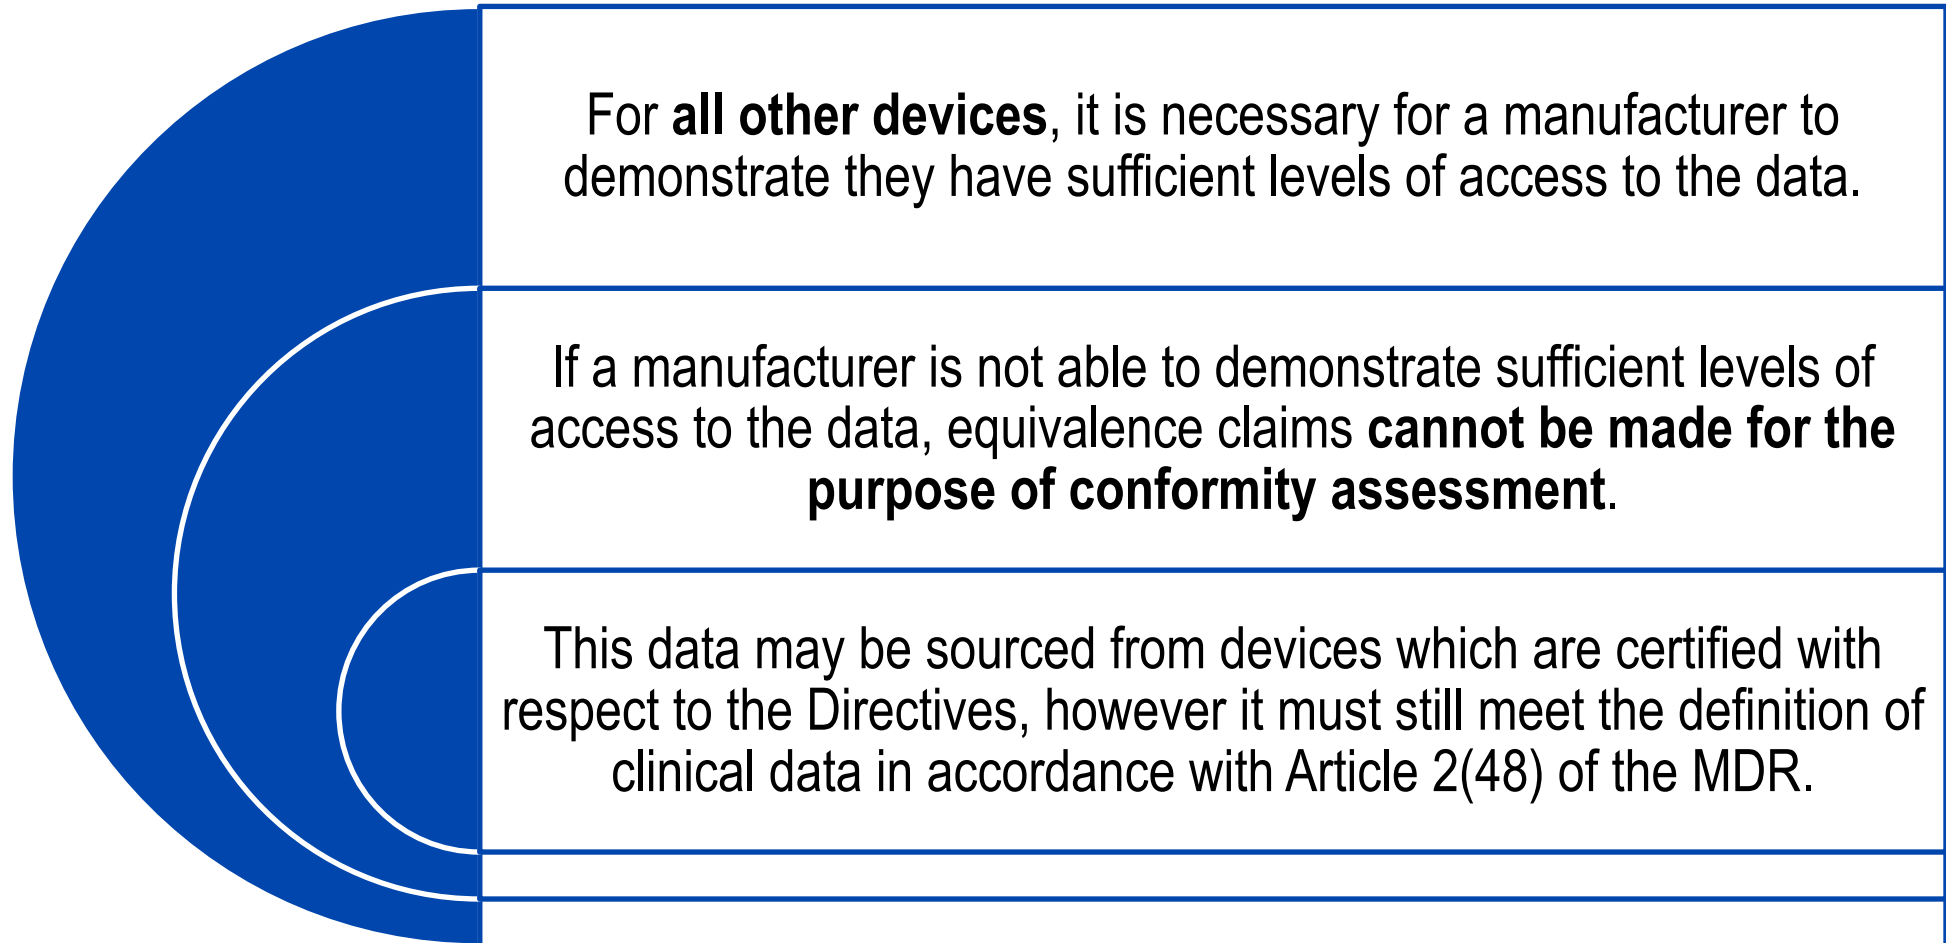 For all other devices, it is necessary for a manufacturer to
demonstrate they have sufficient levels of access to the data.
If a manufacturer is not able to demonstrate sufficient levels of
access to the data, equivalence claims cannot be made for the
purpose of conformity assessment.
This data may be sourced from devices which are certified with
respect to the Directives, however it must still meet the definition of
clinical data in accordance with Article 2(48) of the MDR.